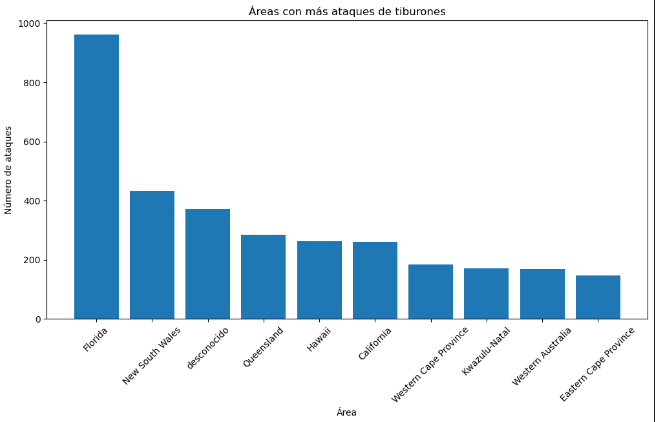 Áreas con más ataques de tiburones
1000
800
600
400
200
0
Número de ataques
Florida
New South Wales
desconocido
Queensland
Hawaii
California
Western Cape Province
Kwazulu-Natal
Western Australia
Eastern Cape Province
Área